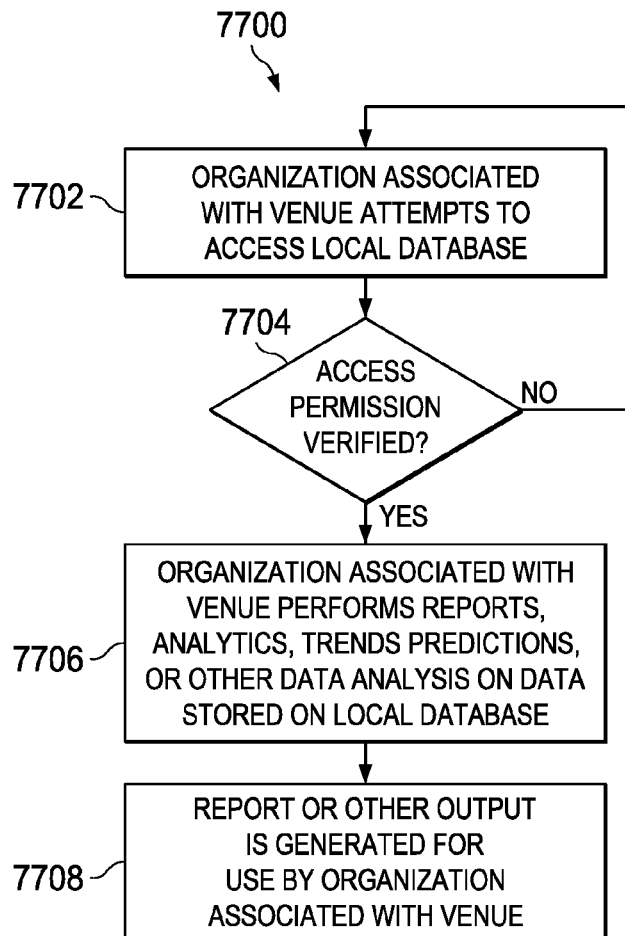 7700
7702
ORGANIZATION ASSOCIATED
WITH VENUE ATTEMPTS TO
ACCESS LOCAL DATABASE
7704
ACCESS
PERMISSION
VERIFIED?
NO
YES
7706
ORGANIZATION ASSOCIATED WITH
VENUE PERFORMS REPORTS,
ANALYTICS, TRENDS PREDICTIONS,
OR OTHER DATA ANALYSIS ON DATA
STORED ON LOCAL DATABASE
7708
REPORT OR OTHER OUTPUT
IS GENERATED FOR
USE BY ORGANIZATION
ASSOCIATED WITH VENUE